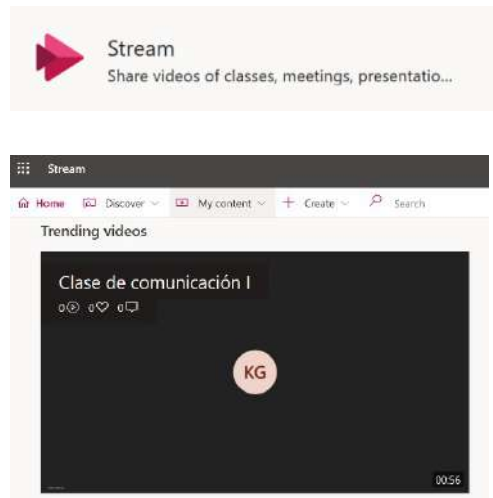 Stream
Share videos of classes, meetings, presentatio...
Stream
Home Discover My content + Create Search
Trending videos
Clase de comunicación I
0 0 0
KG
00:56